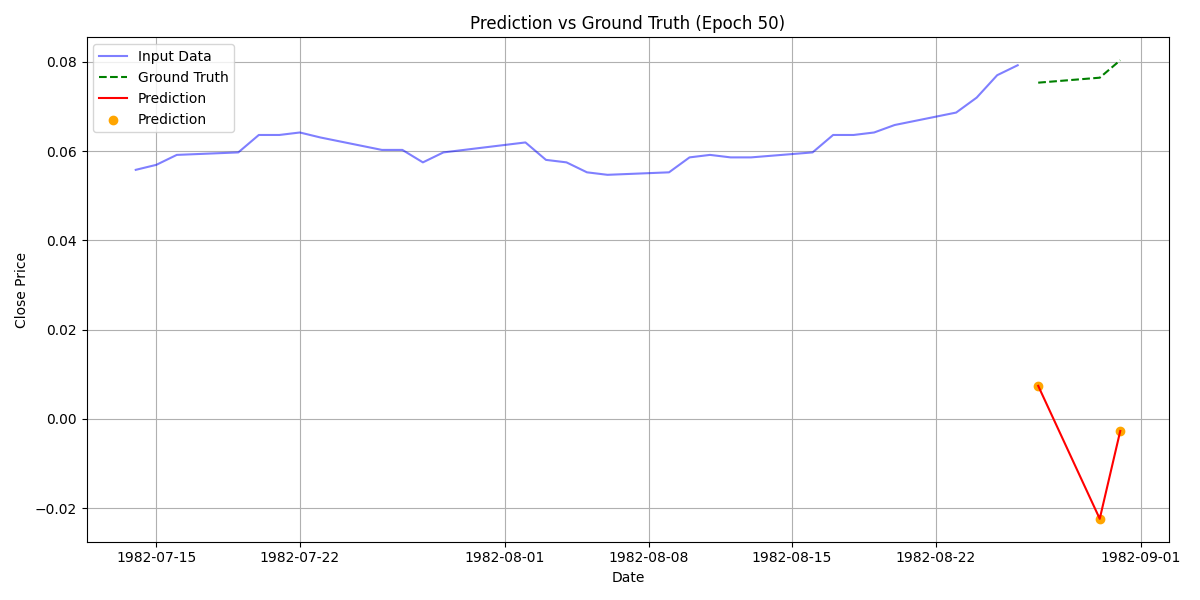 Prediction vs Ground Truth (Epoch 50)
Input Data
Ground Truth
Prediction
Prediction
Close Price
0.08
0.06
0.04
0.02
0.00
−0.02
1982-07-15
1982-07-22
1982-08-01
1982-08-08
1982-08-15
1982-08-22
1982-09-01
Date